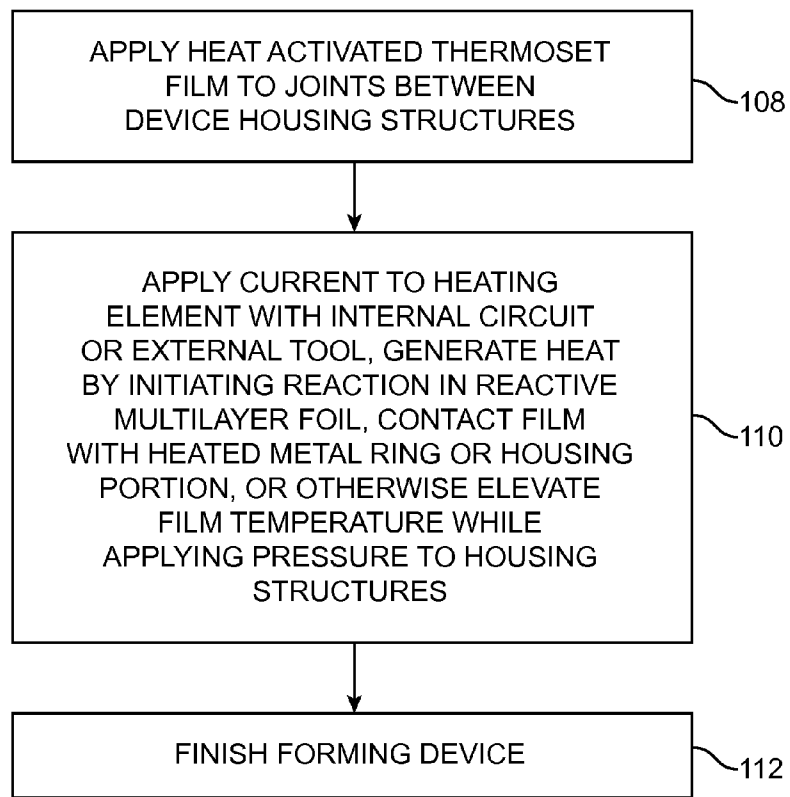 APPLY HEAT ACTIVATED THERMOSET
FILM TO JOINTS BETWEEN
DEVICE HOUSING STRUCTURES
108
APPLY CURRENT TO HEATING
ELEMENT WITH INTERNAL CIRCUIT
OR EXTERNAL TOOL, GENERATE HEAT
BY INITIATING REACTION IN REACTIVE
MULTILAYER FOIL, CONTACT FILM
WITH HEATED METAL RING OR HOUSING
PORTION, OR OTHERWISE ELEVATE
FILM TEMPERATURE WHILE
APPLYING PRESSURE TO HOUSING
STRUCTURES
110
FINISH FORMING DEVICE
112